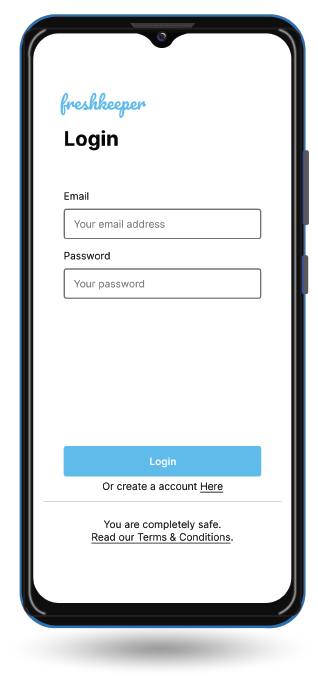 freshkeeper
Login
Email
Your email address
Password
Your password
Login
Or create a account Here
You are completely safe.
Read our Terms & Conditions.